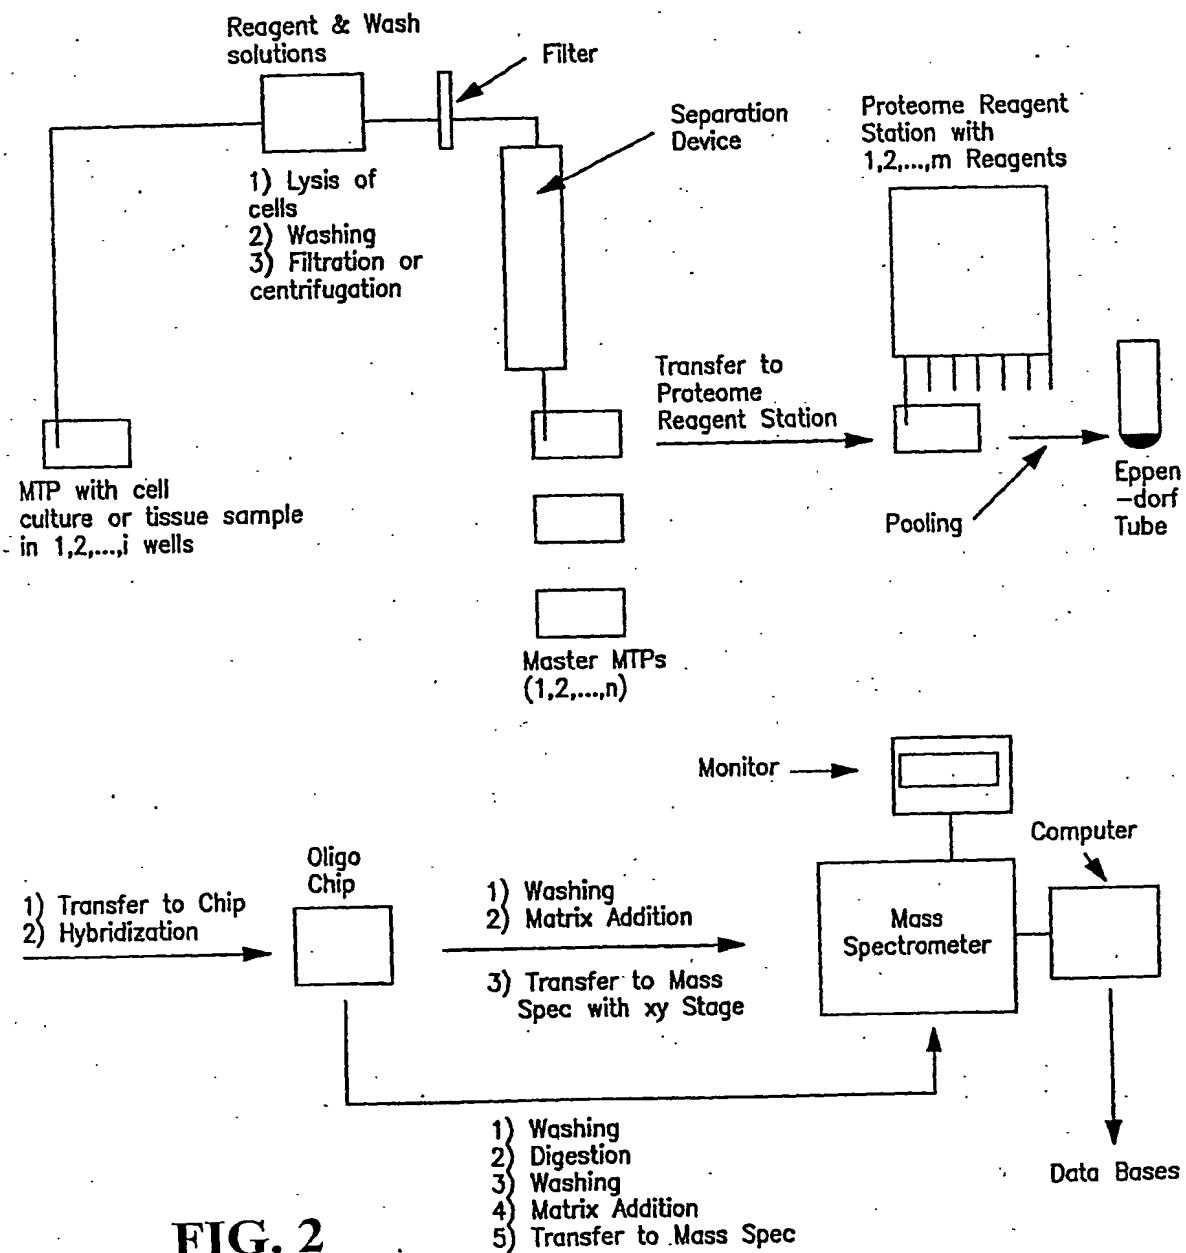 Reagent & Wash
solutions
Filter
Separation
Device
Proteome Reagent
Station with
1,2,...,m Reagents
1) Lysis of
cells
2) Washing
3) Filtration or
centrifugation
Transfer to
Proteome
Reagent Station
MTP with cell
culture or tissue sample
in 1,2,...,i wells
Pooling
Eppen
-dorf
Tube
Master MTPs
(1,2,...,n)
Monitor
Computer
Oligo
Chip
1) Transfer to Chip
2) Hybridization
1) Washing
2) Matrix Addition
3) Transfer to Mass
Spec with xy Stage
Mass
Spectrometer
1) Washing
2) Digestion
3) Washing
4) Matrix Addition
5) Transfer to Mass Spec
Data Bases
FIG. 2